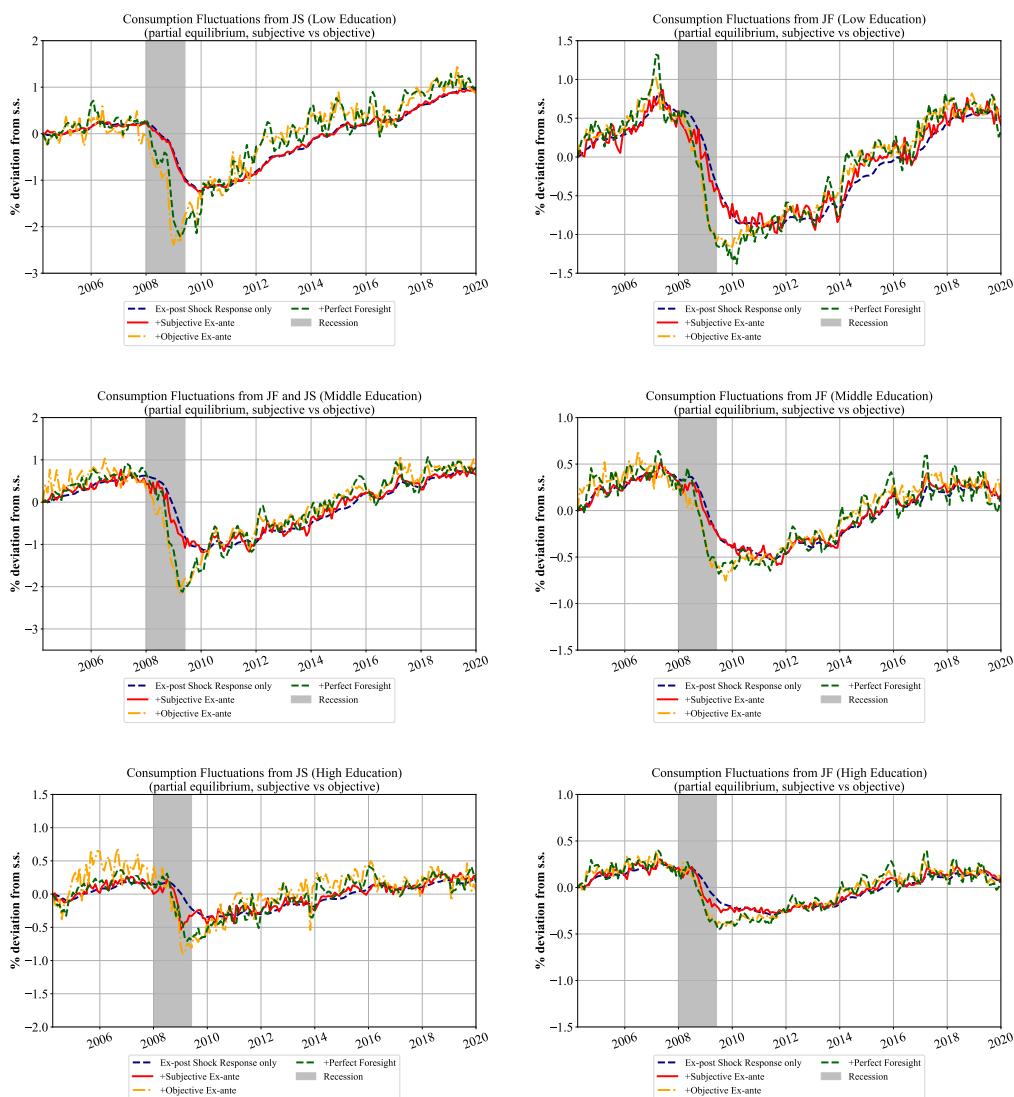 Consumption Fluctuations from JS (Low Education)
(partial equilibrium, subjective vs objective)
% deviation from s.s.
2
1
0
−1
−2
−3
2006
2008
2010
2012
2014
2016
2018
2020
Ex-post Shock Response only
+Subjective Ex-ante
+Objective Ex-ante
+Perfect Foresight
Recession
Consumption Fluctuations from JF (Low Education)
(partial equilibrium, subjective vs objective)
% deviation from s.s.
1.5
1.0
0.5
0.0
−0.5
−1.0
−1.5
2006
2008
2010
2012
2014
2016
2018
2020
Ex-post Shock Response only
+Subjective Ex-ante
+Objective Ex-ante
+Perfect Foresight
Recession
Consumption Fluctuations from JF and JS (Middle Education)
(partial equilibrium, subjective vs objective)
% deviation from s.s.
2
1
0
−1
−2
−3
2006
2008
2010
2012
2014
2016
2018
2020
Ex-post Shock Response only
+Subjective Ex-ante
+Objective Ex-ante
+Perfect Foresight
Recession
Consumption Fluctuations from JF (Middle Education)
(partial equilibrium, subjective vs objective)
% deviation from s.s.
1.0
0.5
0.0
−0.5
−1.0
−1.5
2006
2008
2010
2012
2014
2016
2018
2020
Ex-post Shock Response only
+Subjective Ex-ante
+Objective Ex-ante
+Perfect Foresight
Recession
Consumption Fluctuations from JS (High Education)
(partial equilibrium, subjective vs objective)
% deviation from s.s.
1.5
1.0
0.5
0.0
−0.5
−1.0
−1.5
−2.0
2006
2008
2010
2012
2014
2016
2018
2020
Ex-post Shock Response only
+Subjective Ex-ante
+Objective Ex-ante
+Perfect Foresight
Recession
Consumption Fluctuations from JF (High Education)
(partial equilibrium, subjective vs objective)
% deviation from s.s.
1.0
0.5
0.0
−0.5
−1.0
−1.5
2006
2008
2010
2012
2014
2016
2018
2020
Ex-post Shock Response only
+Subjective Ex-ante
+Objective Ex-ante
+Perfect Foresight
Recession